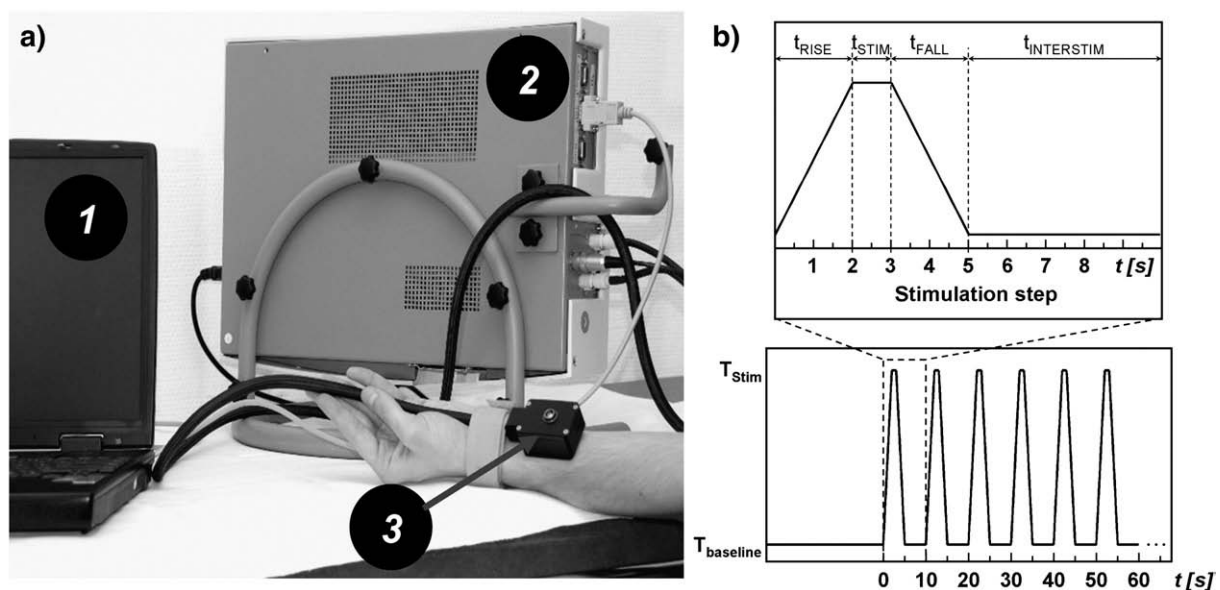 a)
1
2
3
b)
tRISE tSTIM tFALL tINTERSTIM
1 2 3 4 5 6 7 8 t [s]
Stimulation step
TStim
Tbaseline
0 10 20 30 40 50 60 t [s]